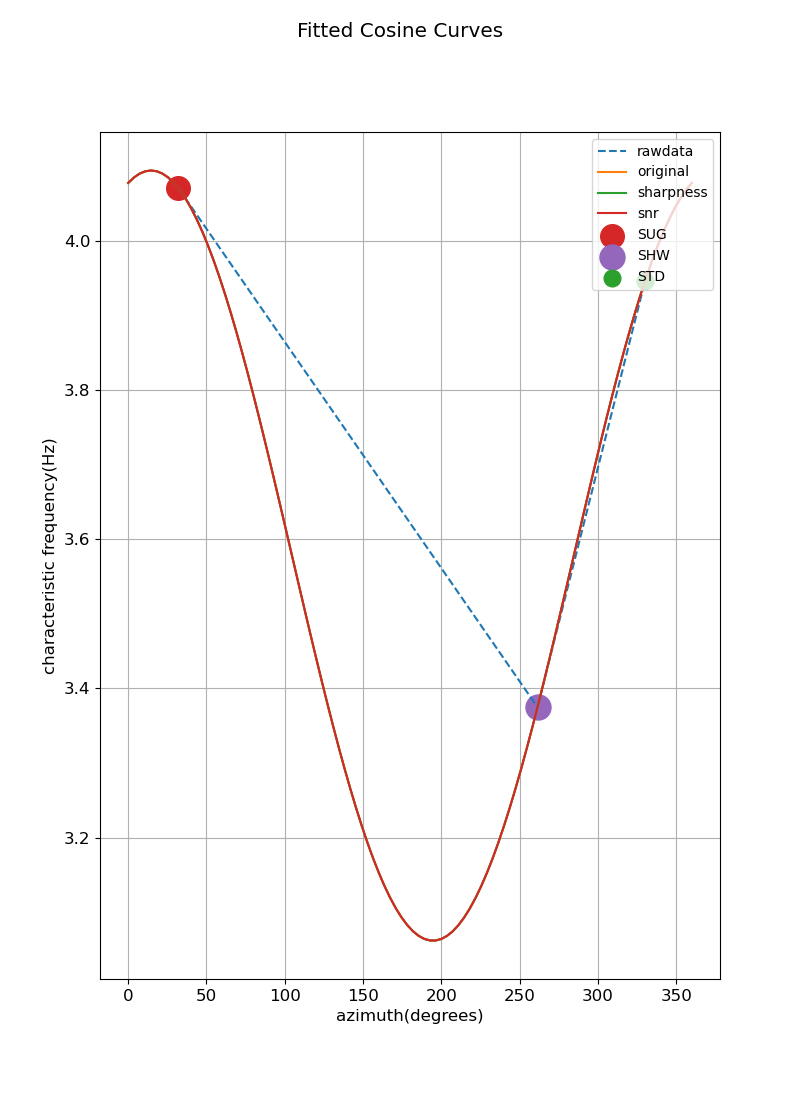 Fitted Cosine Curves
rawdata
original
sharpness
snr
SUG
SHW
STD
4.0
3.8
3.6
3.4
3.2
characteristic frequency(Hz)
0 50 100 150 200 250 300 350
azimuth(degrees)